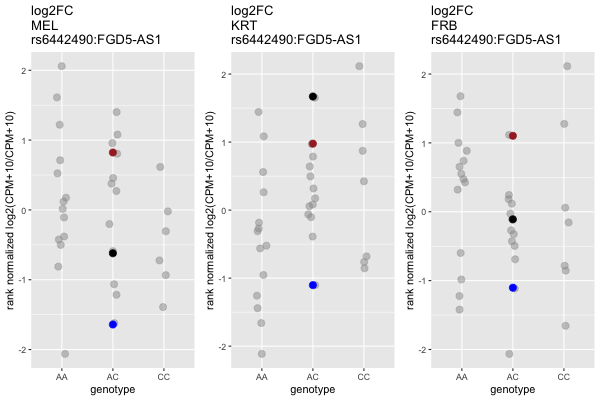 log2FC
MEL
rs6442490:FGD5-AS1
rank normalized log2(CPM+10/CPM+10)
2
1
0
-1
-2
AA
AC
CC
genotype
log2FC
KRT
rs6442490:FGD5-AS1
rank normalized log2(CPM+10/CPM+10)
2
1
0
-1
-2
AA
AC
CC
genotype
log2FC
FRB
rs6442490:FGD5-AS1
rank normalized log2(CPM+10/CPM+10)
2
1
0
-1
-2
AA
AC
CC
genotype